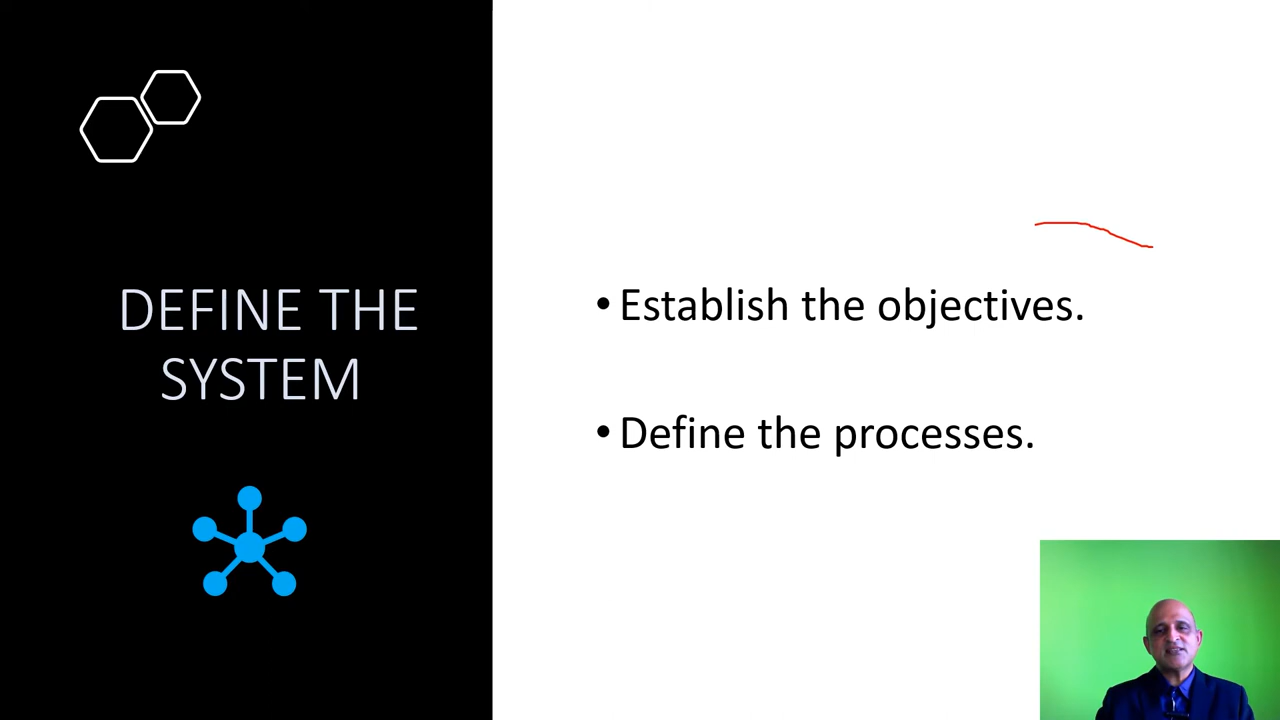 DEFINE THE
SYSTEM
• Establish the objectives.
• Define the processes.